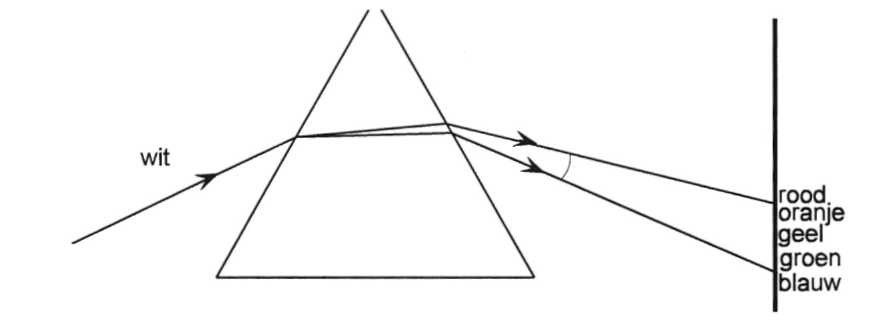 wit
rood
oranje
geel
groen
blauw